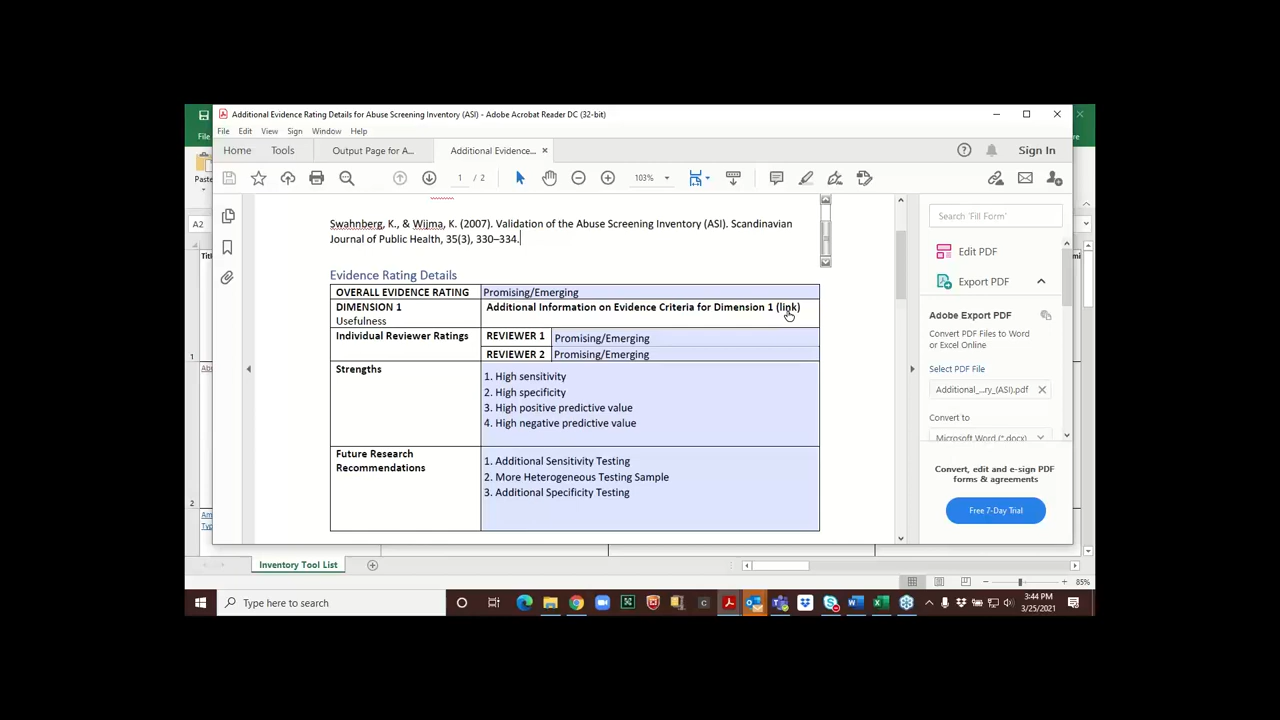 Additional Evidence Rating Details for Abuse Screening Inventory (ASI) - Adobe Acrobat Reader DC (32-bit)
File
File Edit View Sign Window Help
Home Tools Output Page for A... Additional Evidence... × Sign In
Paste
1 / 2 103%
A2
Swahnberg, K., & Wijma, K. (2007). Validation of the Abuse Screening Inventory (ASI). Scandinavian
Journal of Public Health, 35(3), 330–334.
Evidence Rating Details
OVERALL EVIDENCE RATING Promising/Emerging
DIMENSION 1 Additional Information on Evidence Criteria for Dimension 1 (link)
Usefulness
Individual Reviewer Ratings REVIEWER 1 Promising/Emerging
REVIEWER 2 Promising/Emerging
Strengths
1. High sensitivity
2. High specificity
3. High positive predictive value
4. High negative predictive value
Future Research
Recommendations
1. Additional Sensitivity Testing
2. More Heterogeneous Testing Sample
3. Additional Specificity Testing
Search 'Fill Form'
Edit PDF
Export PDF
Adobe Export PDF
Convert PDF Files to Word
or Excel Online
Select PDF File
Additional_...ry_(ASI).pdf ×
Convert to
Microsoft Word (*.docx)
Convert, edit and e-sign PDF
forms & agreements
Free 7-Day Trial
1
2
Inventory Tool List
85%
Type here to search
3:44 PM
3/25/2021